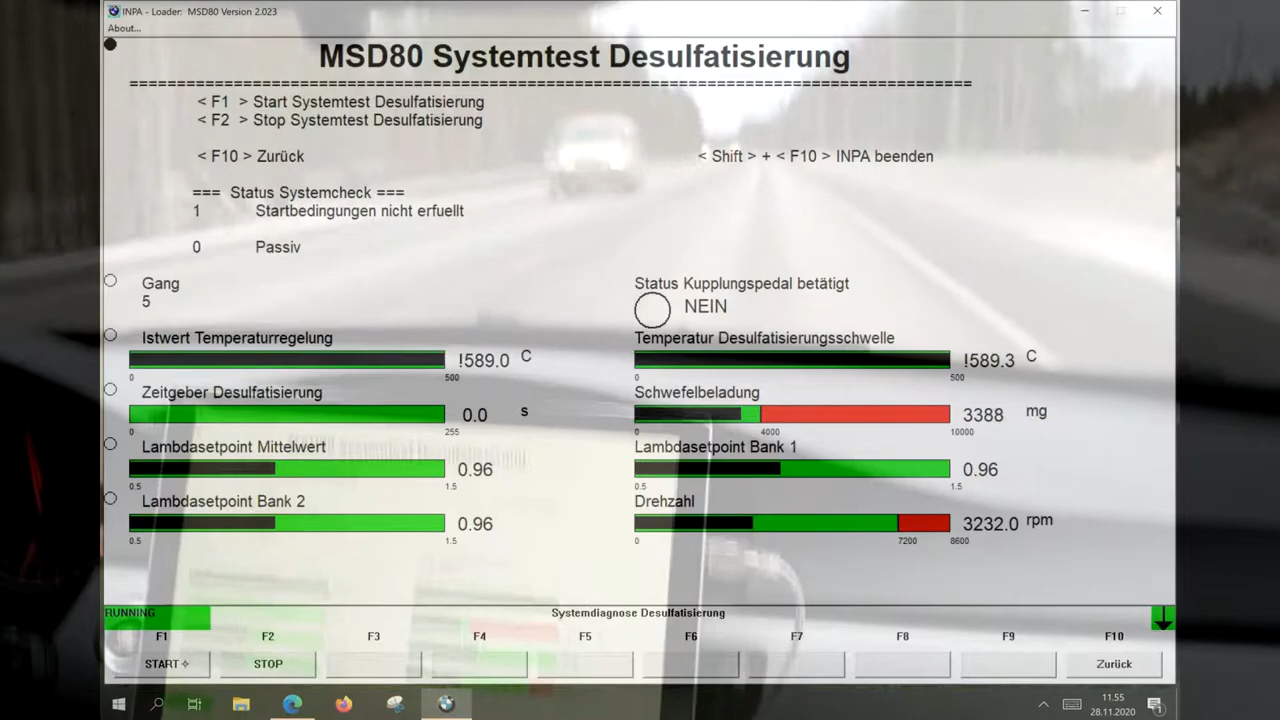 INPA - Loader: MSD80 Version 2.023
About...
MSD80 Systemtest Desulfatisierung
< F1 > Start Systemtest Desulfatisierung
< F2 > Stop Systemtest Desulfatisierung
< F10 > Zurück
< Shift > + < F10 > INPA beenden
=== Status Systemcheck ===
1 Startbedingungen nicht erfuellt
0 Passiv
Gang
5
Status Kupplungspedal betätigt
NEIN
Istwert Temperaturregelung
!589.0 C
0 500
Temperatur Desulfatisierungsschwelle
!589.3 C
0 500
Zeitgeber Desulfatisierung
0.0 s
0 255
Schwefelbeladung
3388 mg
0 4000 10000
Lambdasetpoint Mittelwert
0.96
0.5 1.5
Lambdasetpoint Bank 1
0.96
0.5 1.5
Lambdasetpoint Bank 2
0.96
0.5 1.5
Drehzahl
3232.0 rpm
0 7200 8600
RUNNING
Systemdiagnose Desulfatisierung
F1 F2 F3 F4 F5 F6 F7 F8 F9 F10
START STOP Zurück
11.55
28.11.2020
1